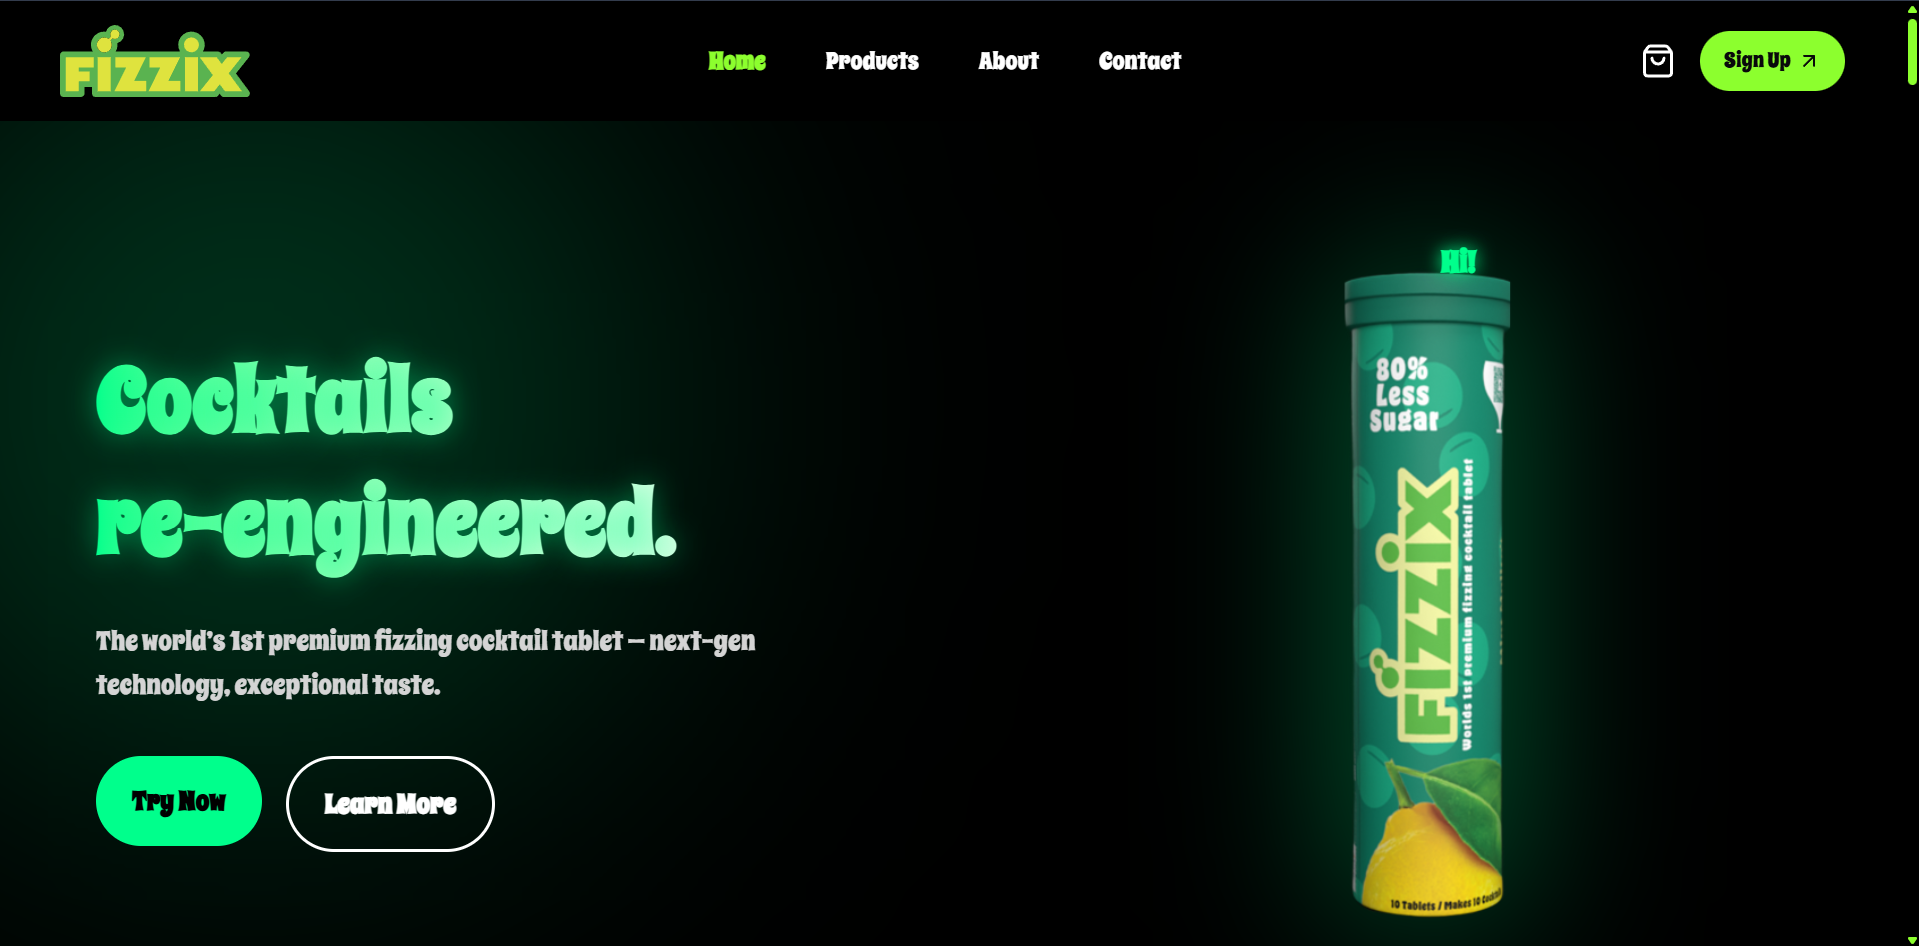 FIZZIX
Home
Products
About
Contact
Sign Up
Hi!
Cocktails
re-engineered.
The world's 1st premium fizzing cocktail tablet — next-gen
technology, exceptional taste.
Try Now
Learn More
80%
Less
Sugar
FIZZIX
Worlds 1st premium fizzing cocktail tablet
10 Tablets / Makes 10